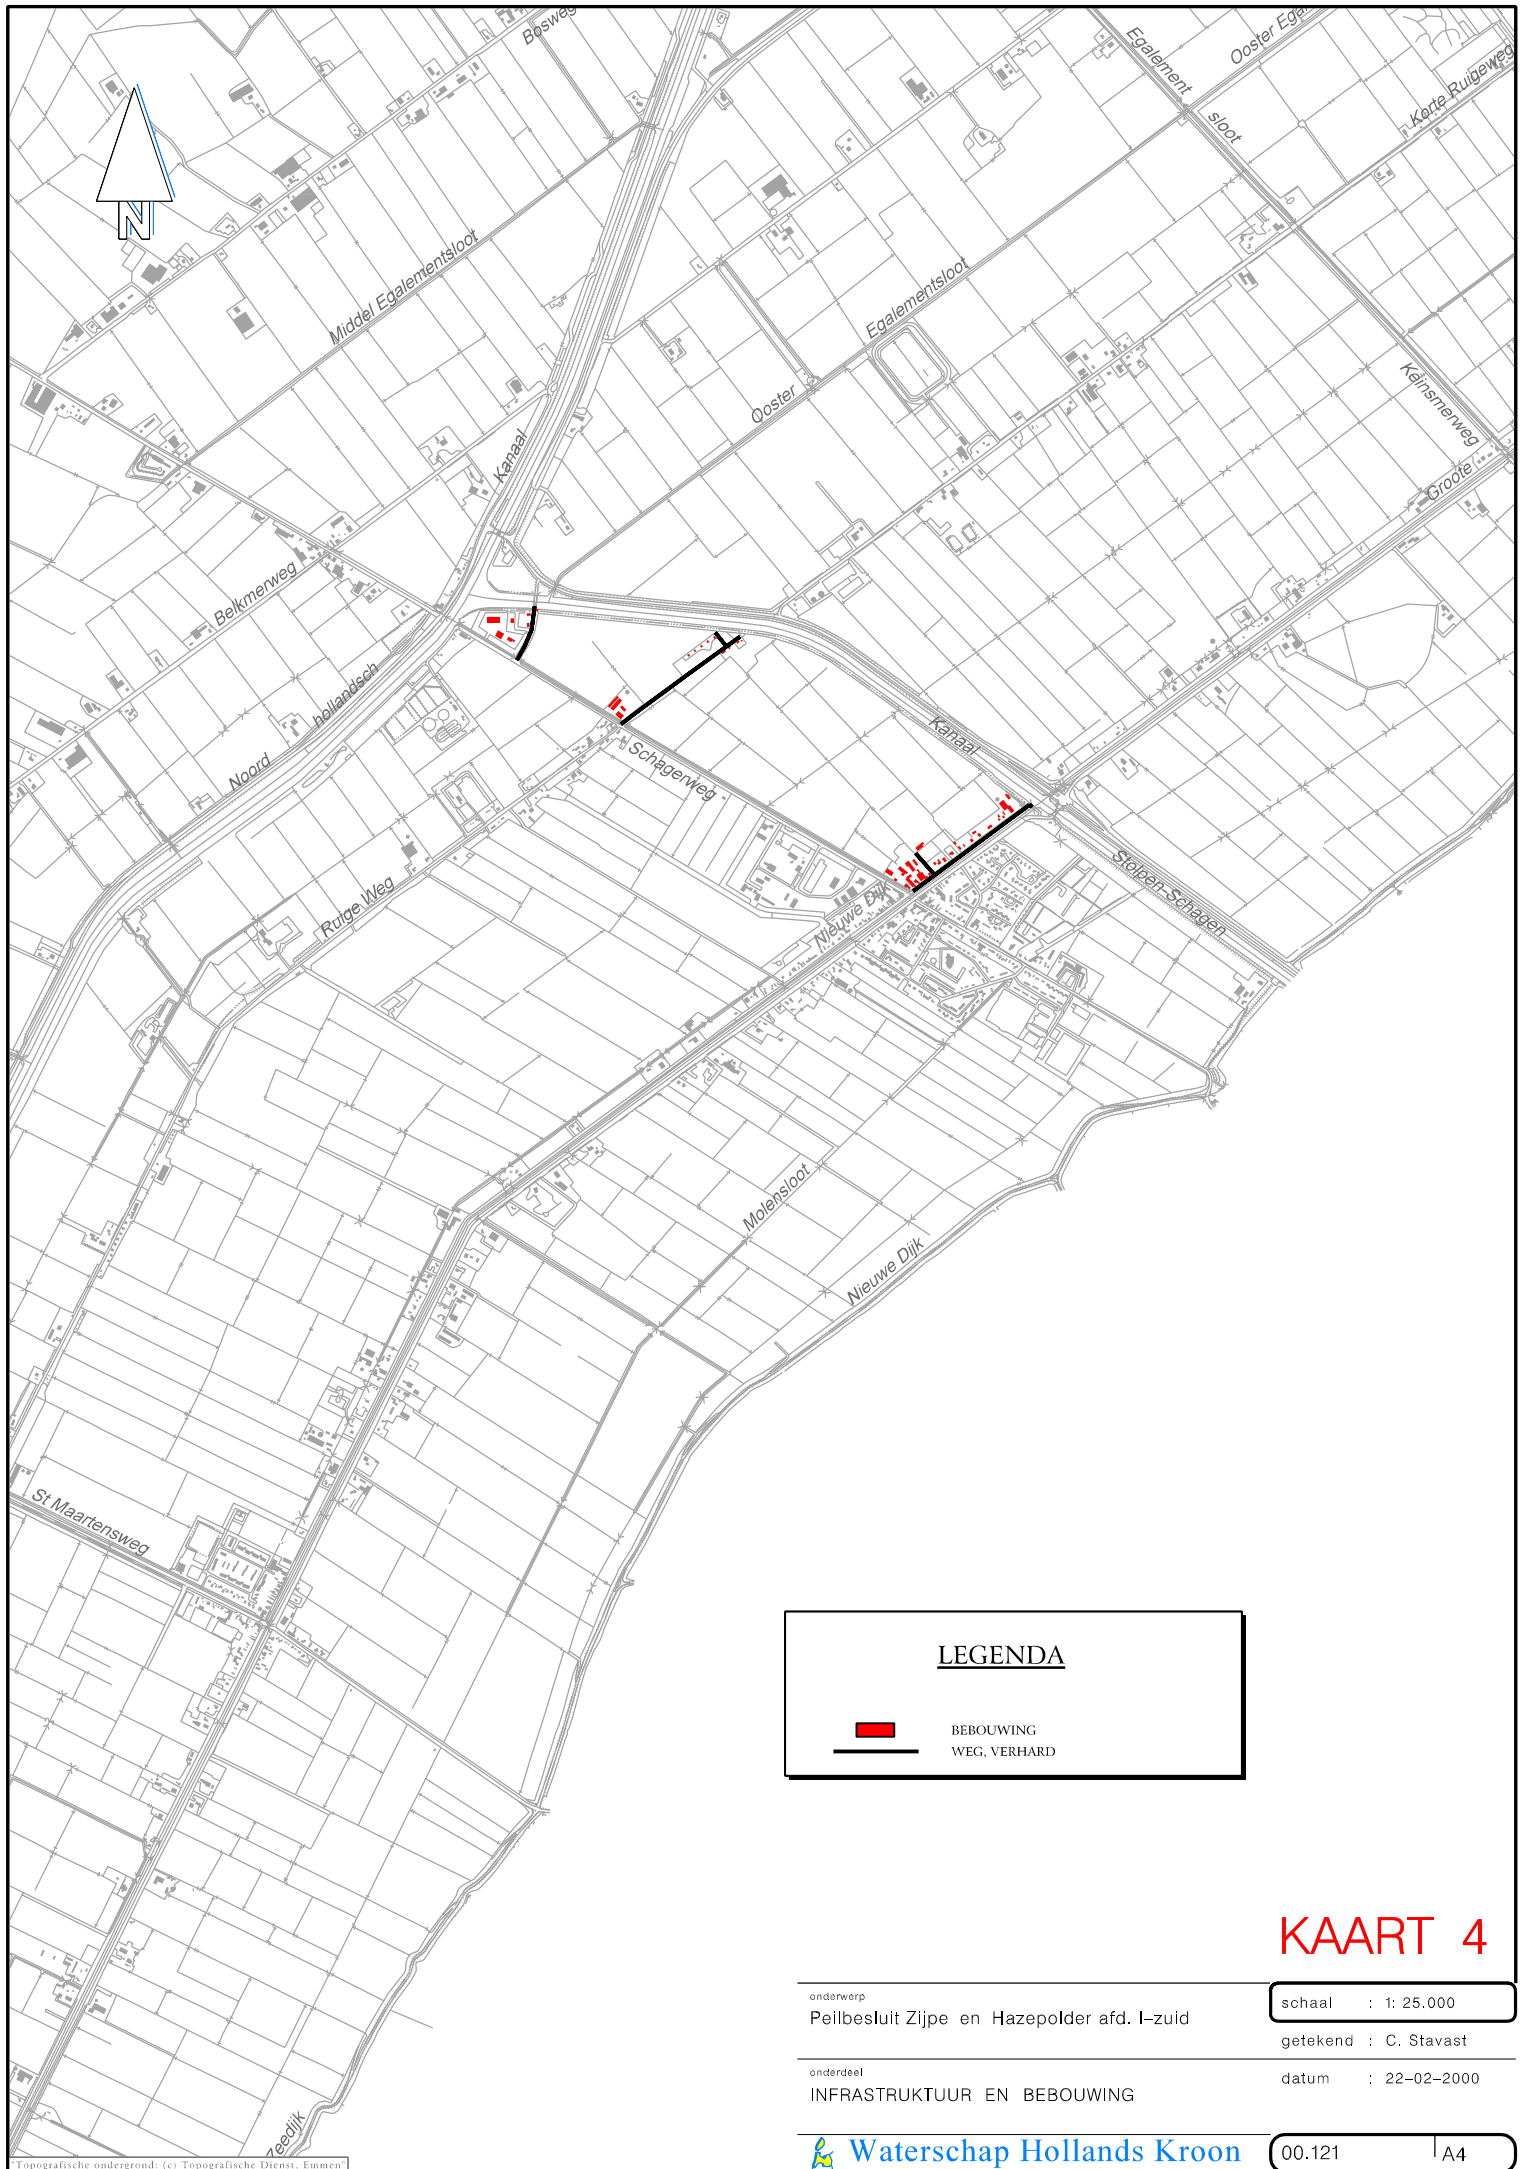 Bosweg
Egalement
sloot
Ooster Egal
Korte Ruigeweg
N
Middel Egalementsloot
Egalementsloot
Ooster
Keinsmerweg
Groote
Kanaal
Belkmerweg
Noord
hollandsch
Schagerweg
Kanaal
Stolpen-Schagen
Ruige Weg
Nieuwe Dijk
Molensloot
Nieuwe Dijk
St Maartensweg
Zeedijk
LEGENDA
BEBOUWING
WEG, VERHARD
KAART 4
onderwerp
Peilbesluit Zijpe en Hazepolder afd. I-zuid
schaal : 1: 25.000
getekend : C. Stavast
onderdeel
INFRASTRUKTUUR EN BEBOUWING
datum : 22-02-2000
Waterschap Hollands Kroon
00.121 A4
"Topografische ondergrond: (c) Topografische Dienst, Emmen"